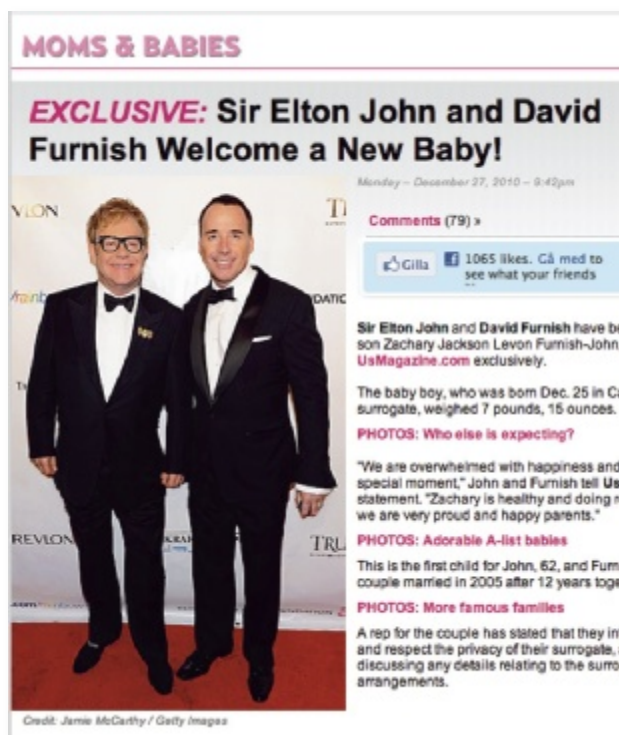 MOMS & BABIES
EXCLUSIVE: Sir Elton John and David
Furnish Welcome a New Baby!
Monday – December 27, 2010 – 9:42pm
Comments (79) »
Gilla
1065 likes. Gå med to
see what your friends
VLON
REVLON
TRU
Sir Elton John and David Furnish have be
son Zachary Jackson Levon Furnish-John,
UsMagazine.com exclusively.
The baby boy, who was born Dec. 25 in Ca
surrogate, weighed 7 pounds, 15 ounces.
PHOTOS: Who else is expecting?
"We are overwhelmed with happiness and
special moment," John and Furnish tell Us
statement. "Zachary is healthy and doing r
we are very proud and happy parents."
PHOTOS: Adorable A-list babies
This is the first child for John, 62, and Furn
couple married in 2005 after 12 years toge
PHOTOS: More famous families
A rep for the couple has stated that they in
and respect the privacy of their surrogate,
discussing any details relating to the surro
arrangements.
Credit: Jamie McCarthy / Getty Images